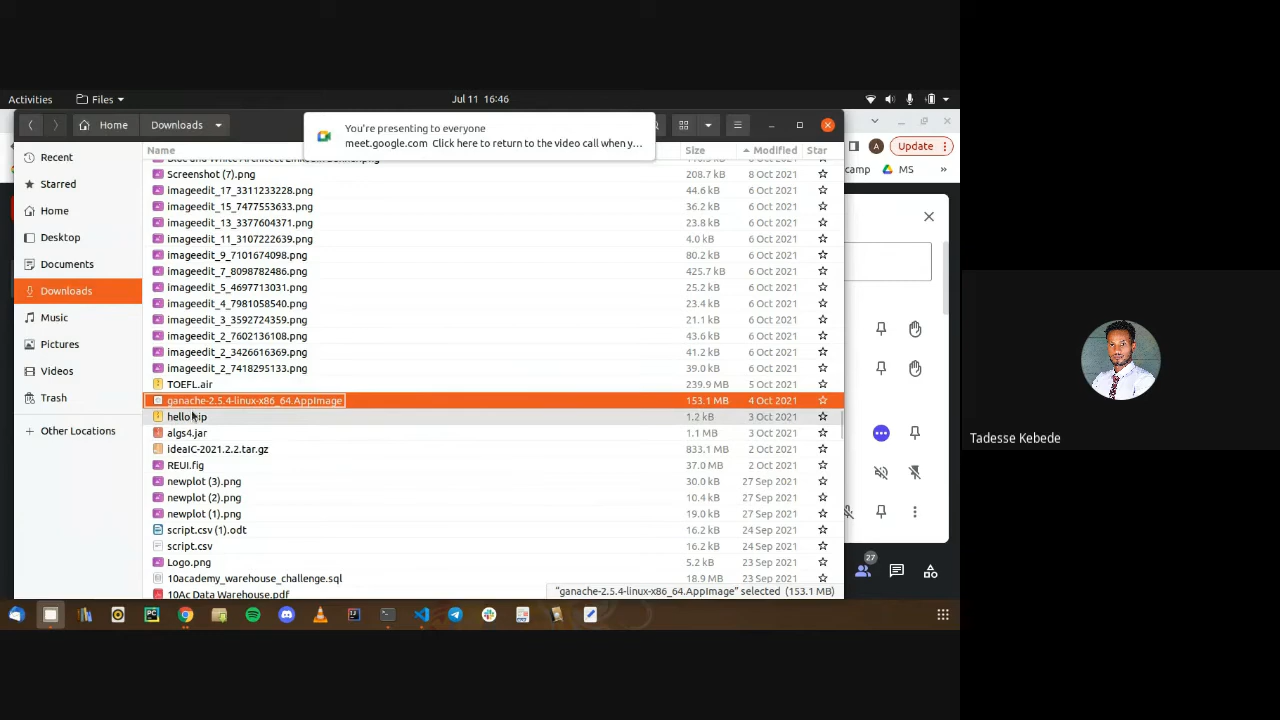 Activities Files Jul 11 16:46
Home Downloads
You're presenting to everyone
meet.google.com Click here to return to the video call when y...
A Update
camp MS »
Name Size Modified Star
Recent
Starred
Home
Desktop
Documents
Downloads
Music
Pictures
Videos
Trash
+ Other Locations
Screenshot (7).png 208.7 kB 8 Oct 2021
imageedit_17_3311233228.png 44.6 kB 6 Oct 2021
imageedit_15_7477553633.png 36.2 kB 6 Oct 2021
imageedit_13_3377604371.png 23.8 kB 6 Oct 2021
imageedit_11_3107222639.png 4.0 kB 6 Oct 2021
imageedit_9_7101674098.png 80.2 kB 6 Oct 2021
imageedit_7_8098782486.png 425.7 kB 6 Oct 2021
imageedit_5_4697713031.png 25.2 kB 6 Oct 2021
imageedit_4_7981058540.png 23.4 kB 6 Oct 2021
imageedit_3_3592724359.png 21.1 kB 6 Oct 2021
imageedit_2_7602136108.png 43.6 kB 6 Oct 2021
imageedit_2_3426616369.png 41.2 kB 6 Oct 2021
imageedit_2_7418295133.png 39.0 kB 6 Oct 2021
TOEFL.air 239.9 MB 5 Oct 2021
ganache-2.5.4-linux-x86_64.AppImage 153.1 MB 4 Oct 2021
hello.zip 1.2 kB 3 Oct 2021
algs4.jar 1.1 MB 3 Oct 2021
ideaIC-2021.2.2.tar.gz 833.1 MB 2 Oct 2021
REUI.fig 37.0 MB 2 Oct 2021
newplot (3).png 30.0 kB 27 Sep 2021
newplot (2).png 10.4 kB 27 Sep 2021
newplot (1).png 19.0 kB 27 Sep 2021
script.csv (1).odt 16.2 kB 24 Sep 2021
script.csv 16.2 kB 24 Sep 2021
Logo.png 5.2 kB 23 Sep 2021
10academy_warehouse_challenge.sql 18.9 MB 23 Sep 2021
10Ac Data Warehouse.pdf
"ganache-2.5.4-linux-x86_64.AppImage" selected (153.1 MB)
27
Tadesse Kebede